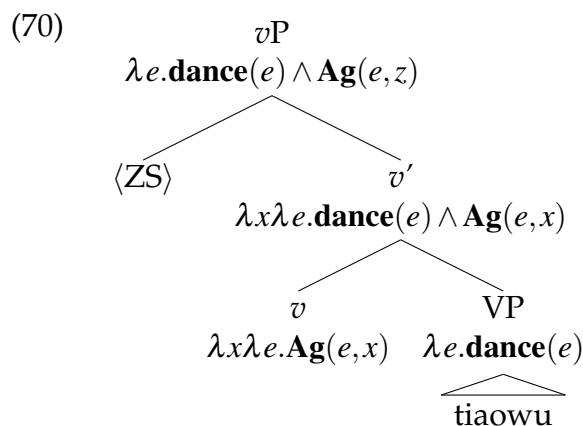 (70)
vP
λe.dance(e) ∧ Ag(e,z)
⟨ZS⟩ v'
λxλe.dance(e) ∧ Ag(e,x)
v VP
λxλe.Ag(e,x) λe.dance(e)
tiaowu